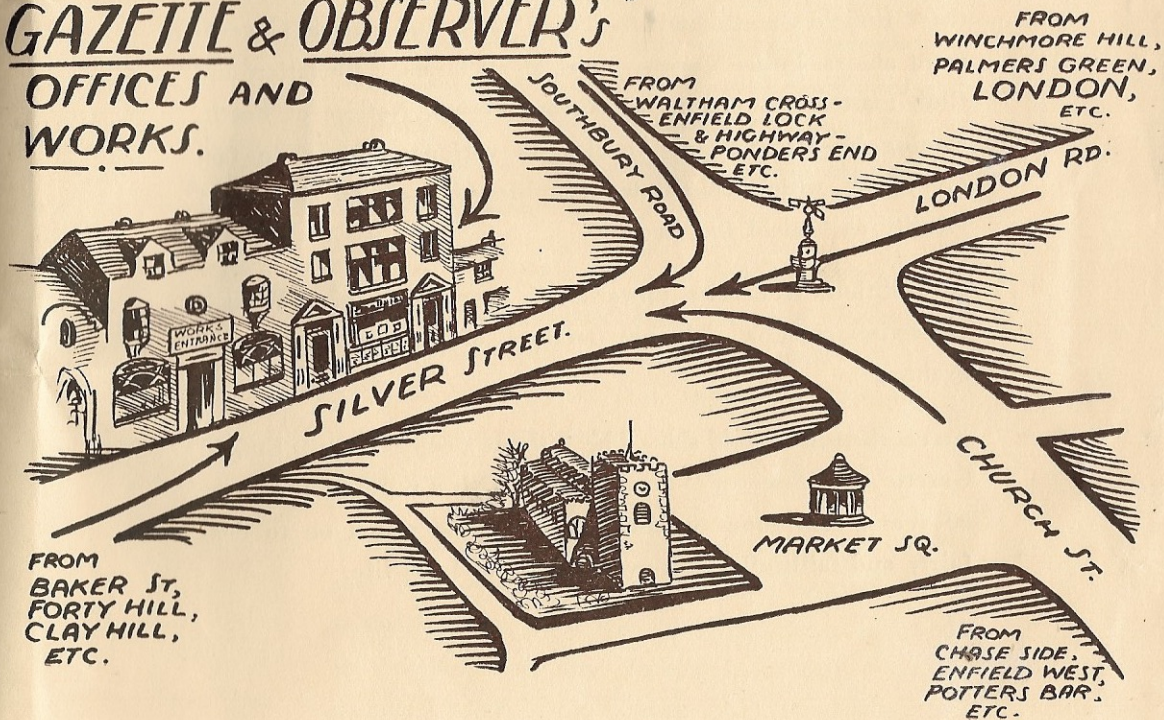 GAZETTE & OBSERVER'S
OFFICES AND
WORKS.
SOUTHBURY ROAD
FROM
WALTHAM CROSS-
ENFIELD LOCK
& HIGHWAY-
PONDERS END
ETC.
FROM
WINCHMORE HILL,
PALMERS GREEN,
LONDON,
ETC.
LONDON RD.
WORKS
ENTRANCE
SILVER STREET.
CHURCH ST.
MARKET SQ.
FROM
BAKER ST,
FORTY HILL,
CLAY HILL,
ETC.
FROM
CHASE SIDE,
ENFIELD WEST,
POTTERS BAR,
ETC.